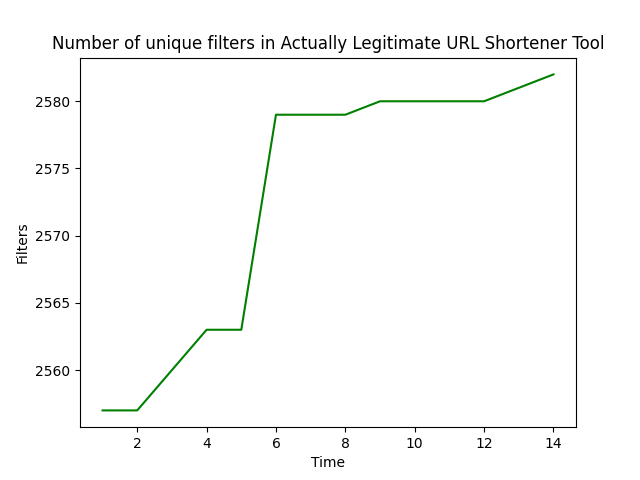 Number of unique filters in Actually Legitimate URL Shortener Tool
2580
2575
2570
2565
2560
Filters
2 4 6 8 10 12 14
Time